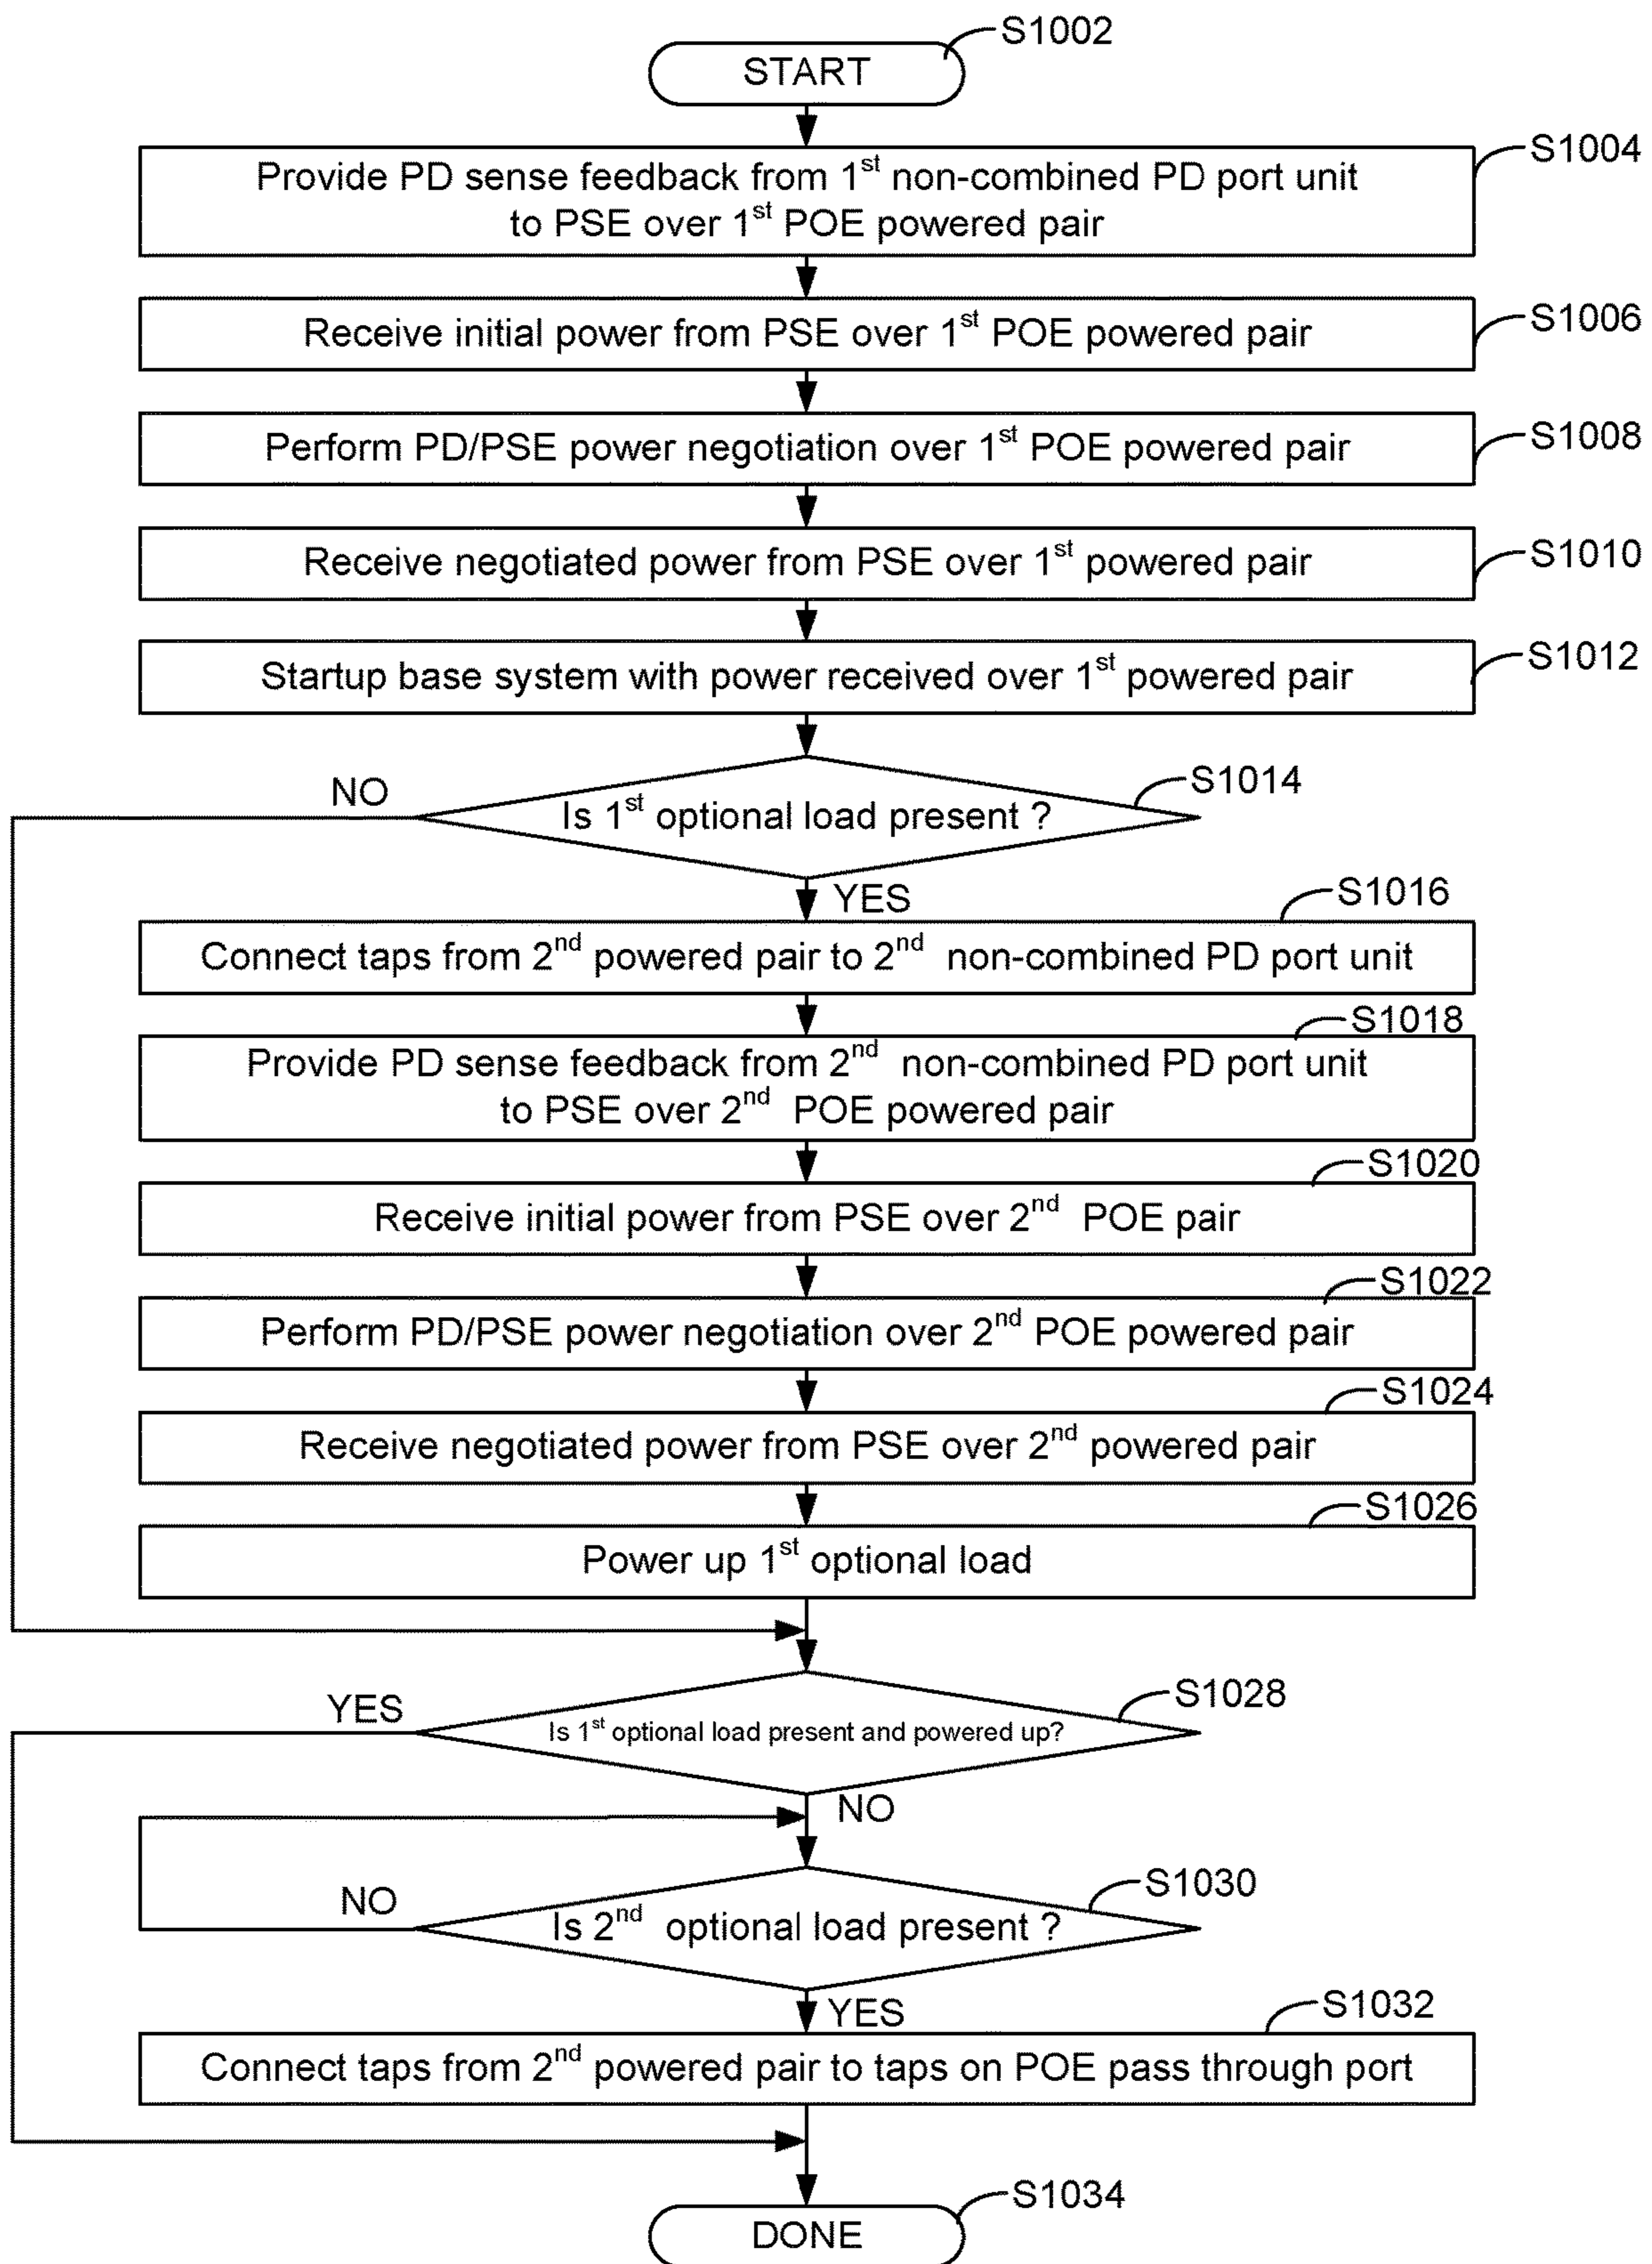 S1002
START
S1004
Provide PD sense feedback from 1st non-combined PD port unit
to PSE over 1st POE powered pair
S1006
Receive initial power from PSE over 1st POE powered pair
S1008
Perform PD/PSE power negotiation over 1st POE powered pair
S1010
Receive negotiated power from PSE over 1st powered pair
S1012
Startup base system with power received over 1st powered pair
S1014
NO
Is 1st optional load present ?
YES
S1016
Connect taps from 2nd powered pair to 2nd non-combined PD port unit
S1018
Provide PD sense feedback from 2nd non-combined PD port unit
to PSE over 2nd POE powered pair
S1020
Receive initial power from PSE over 2nd POE pair
S1022
Perform PD/PSE power negotiation over 2nd POE powered pair
S1024
Receive negotiated power from PSE over 2nd powered pair
S1026
Power up 1st optional load
S1028
YES
Is 1st optional load present and powered up?
NO
S1030
NO
Is 2nd optional load present ?
YES
S1032
Connect taps from 2nd powered pair to taps on POE pass through port
S1034
DONE